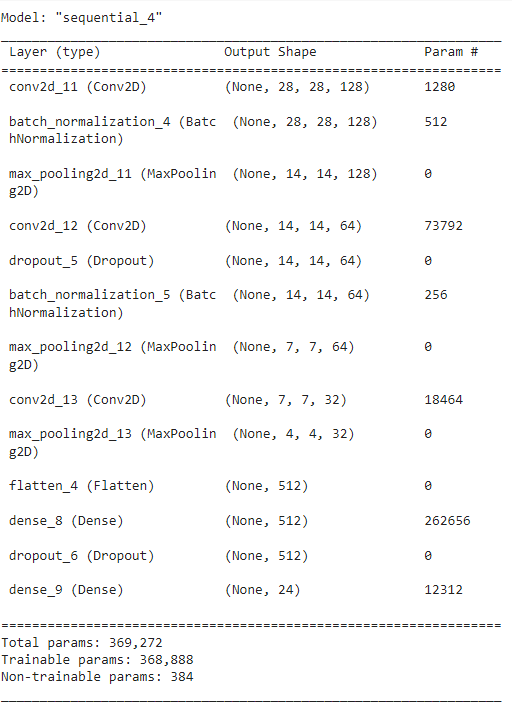 Model: "sequential_4"
_________________________________________________________________
Layer (type) Output Shape Param #
=================================================================
conv2d_11 (Conv2D) (None, 28, 28, 128) 1280
batch_normalization_4 (Batc (None, 28, 28, 128) 512
hNormalization)
max_pooling2d_11 (MaxPoolin (None, 14, 14, 128) 0
g2D)
conv2d_12 (Conv2D) (None, 14, 14, 64) 73792
dropout_5 (Dropout) (None, 14, 14, 64) 0
batch_normalization_5 (Batc (None, 14, 14, 64) 256
hNormalization)
max_pooling2d_12 (MaxPoolin (None, 7, 7, 64) 0
g2D)
conv2d_13 (Conv2D) (None, 7, 7, 32) 18464
max_pooling2d_13 (MaxPoolin (None, 4, 4, 32) 0
g2D)
flatten_4 (Flatten) (None, 512) 0
dense_8 (Dense) (None, 512) 262656
dropout_6 (Dropout) (None, 512) 0
dense_9 (Dense) (None, 24) 12312
=================================================================
Total params: 369,272
Trainable params: 368,888
Non-trainable params: 384
_________________________________________________________________